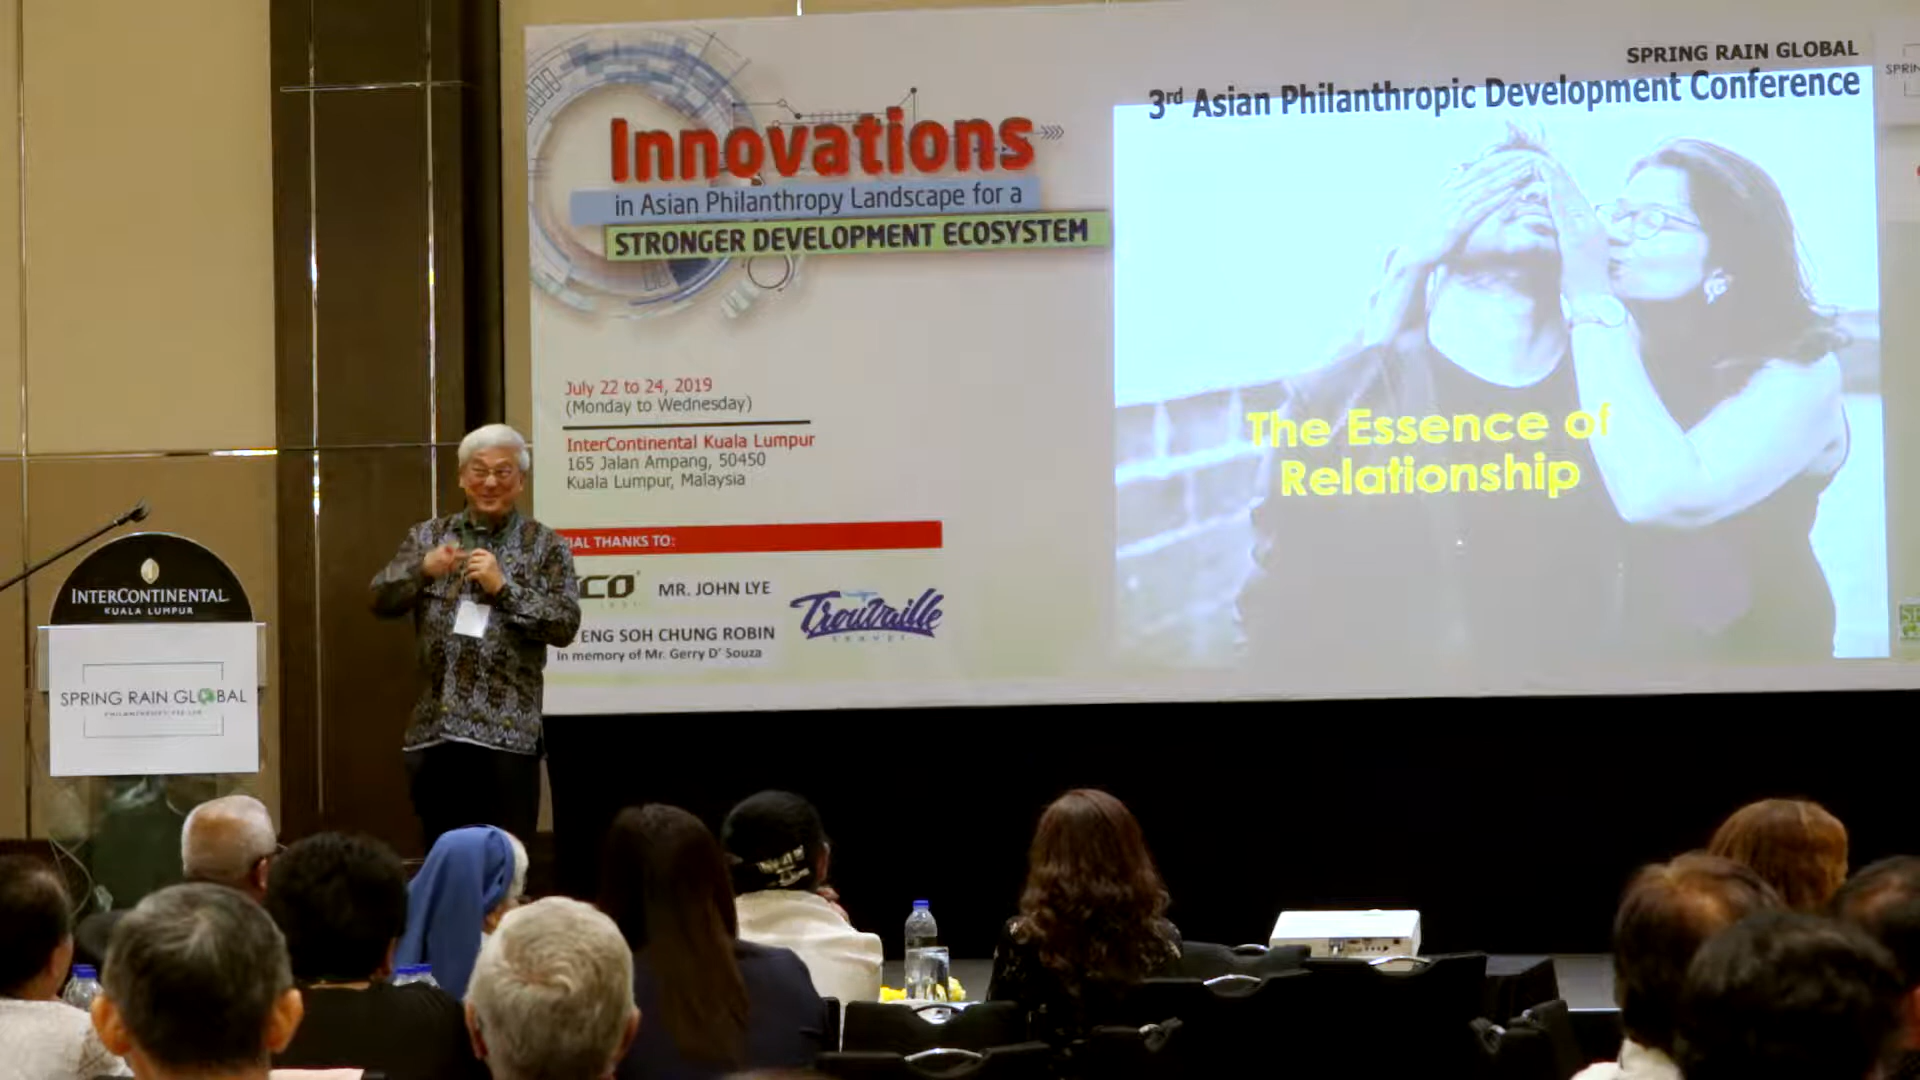 SPRING RAIN GLOBAL
3rd Asian Philanthropic Development Conference
Innovations
in Asian Philanthropy Landscape for a
STRONGER DEVELOPMENT ECOSYSTEM
July 22 to 24, 2019
(Monday to Wednesday)
InterContinental Kuala Lumpur
165 Jalan Ampang, 50450
Kuala Lumpur, Malaysia
THANKS TO:
MR. JOHN LYE
Trouvaille
TRAVEL
ENG SOH CHUNG ROBIN
In memory of Mr. Gerry D' Souza
The Essence of
Relationship
INTERCONTINENTAL
KUALA LUMPUR
SPRING RAIN GLOBAL